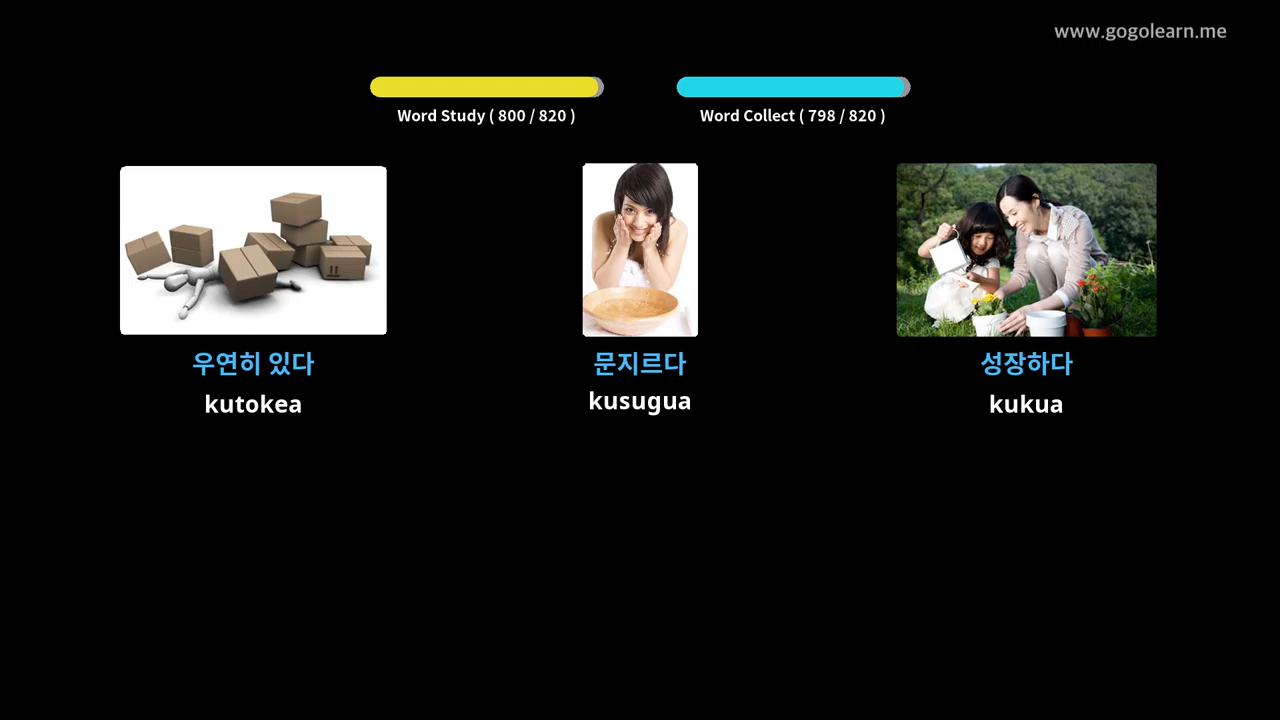 www.gogolearn.me
Word Study ( 800 / 820 )
Word Collect ( 798 / 820 )
우연히 있다
문지르다
성장하다
kutokea
kusugua
kukua